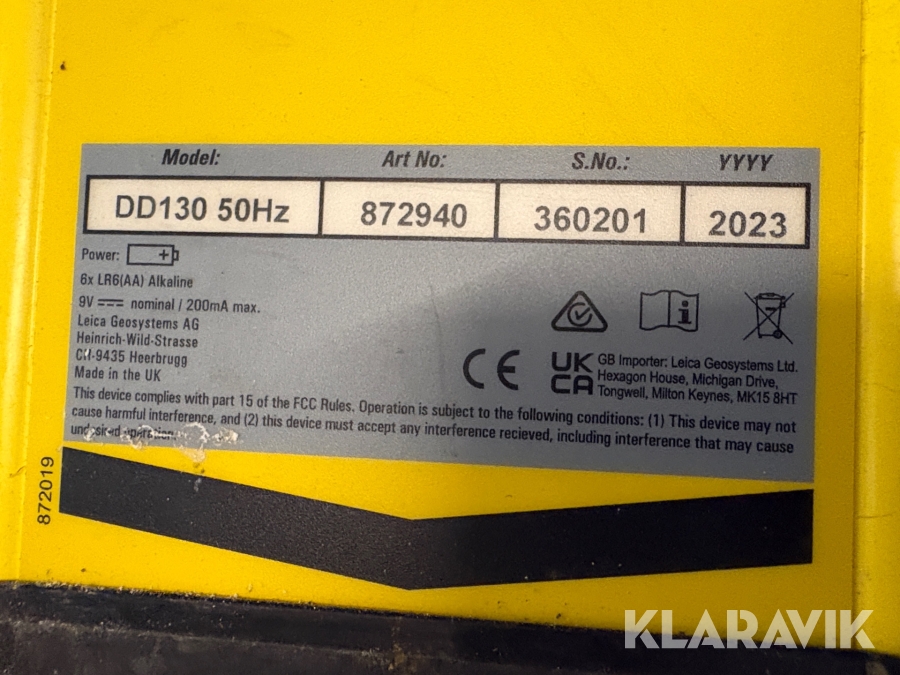 Model: Art No: S.No.: YYYY
DD130 50Hz 872940 360201 2023
Power:
6x LR6(AA) Alkaline
9V nominal / 200mA max.
Leica Geosystems AG
Heinrich-Wild-Strasse
CH-9435 Heerbrugg
Made in the UK
CE
UK
CA
GB Importer: Leica Geosystems Ltd.
Hexagon House, Michigan Drive,
Tongwell, Milton Keynes, MK15 8HT
This device complies with part 15 of the FCC Rules. Operation is subject to the following conditions: (1) This device may not
cause harmful interference, and (2) this device must accept any interference recieved, including interference that may cause
undesired operation.
872019
KLARAVIK